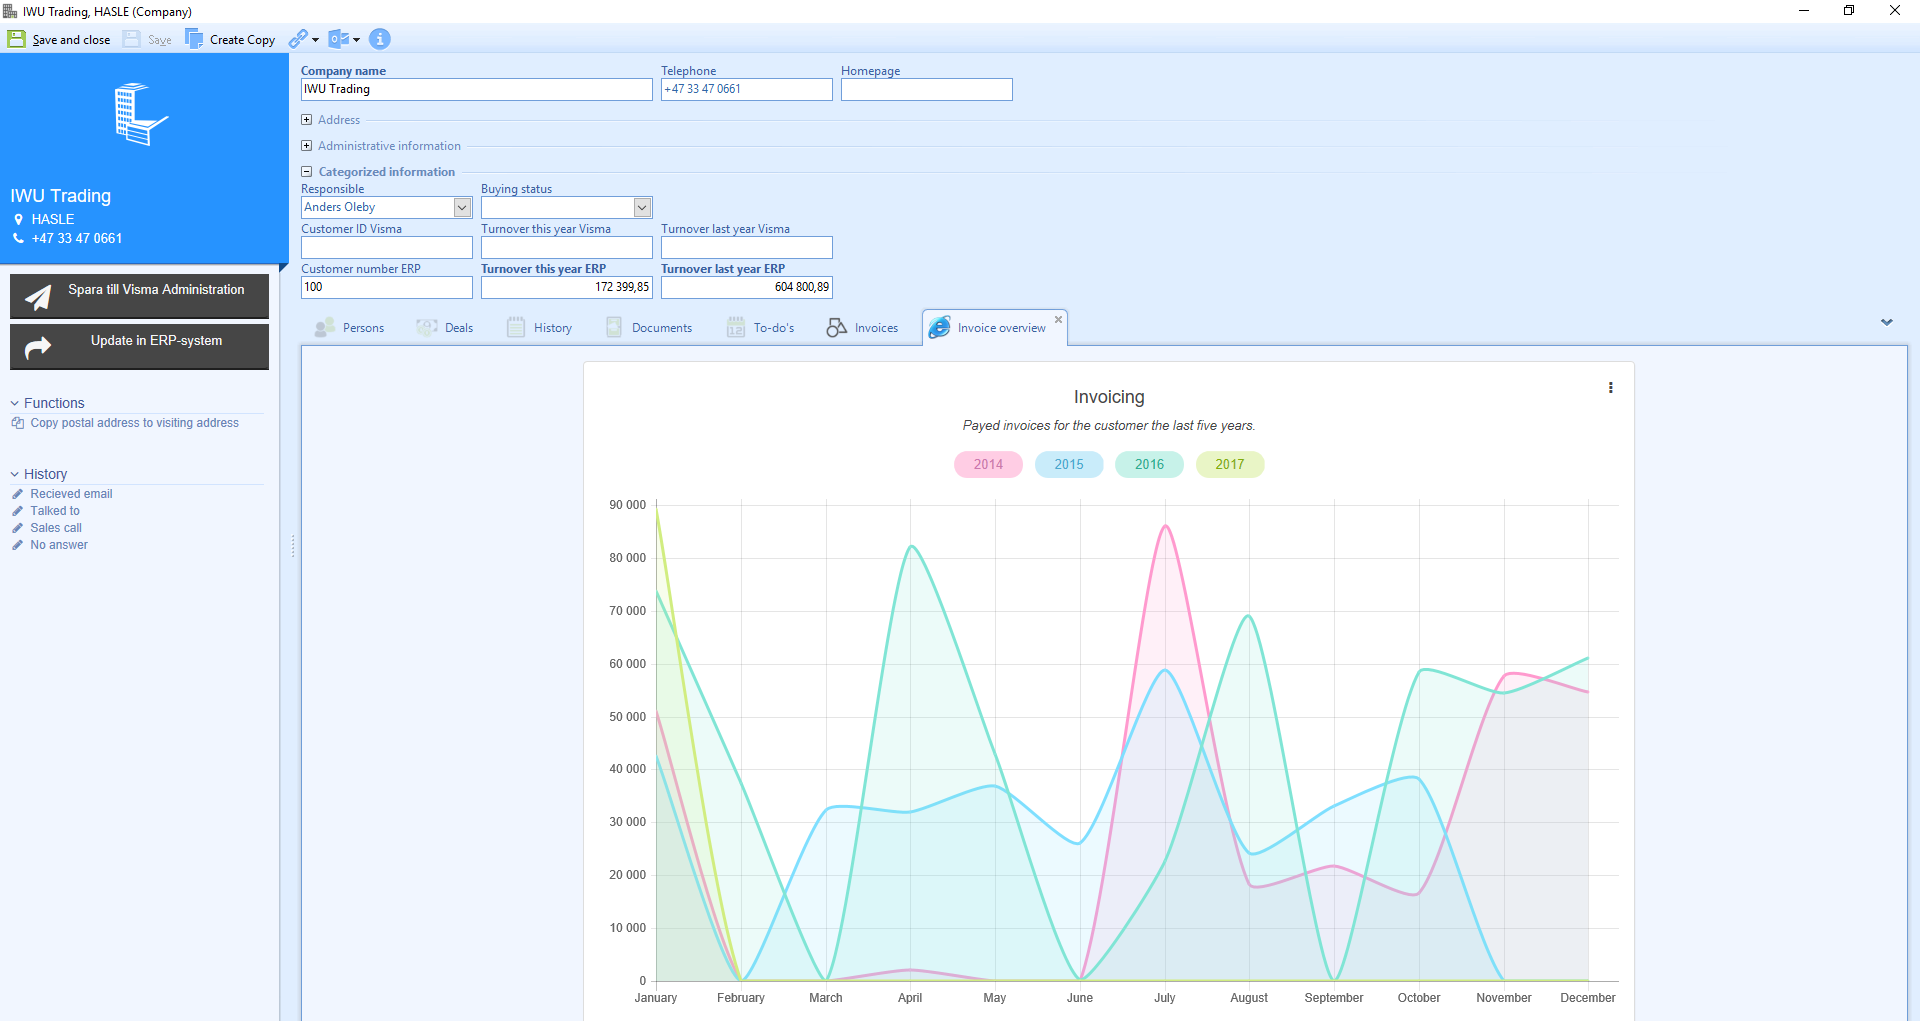 IWU Trading, HASLE (Company)
Save and close
Save
Create Copy
IWU Trading
HASLE
+47 33 47 0661
Spara till Visma Administration
Update in ERP-system
Functions
Copy postal address to visiting address
History
Recieved email
Talked to
Sales call
No answer
Company name
Telephone
Homepage
IWU Trading
+47 33 47 0661
Address
Administrative information
Categorized information
Responsible
Buying status
Anders Oleby
Customer ID Visma
Turnover this year Visma
Turnover last year Visma
Customer number ERP
Turnover this year ERP
Turnover last year ERP
100
172 399,85
604 800,89
Persons
Deals
History
Documents
12
To-do's
Invoices
Invoice overview
Invoicing
Payed invoices for the customer the last five years.
2014
2015
2016
2017
90 000
80 000
70 000
60 000
50 000
40 000
30 000
20 000
10 000
0
January
February
March
April
May
June
July
August
September
October
November
December